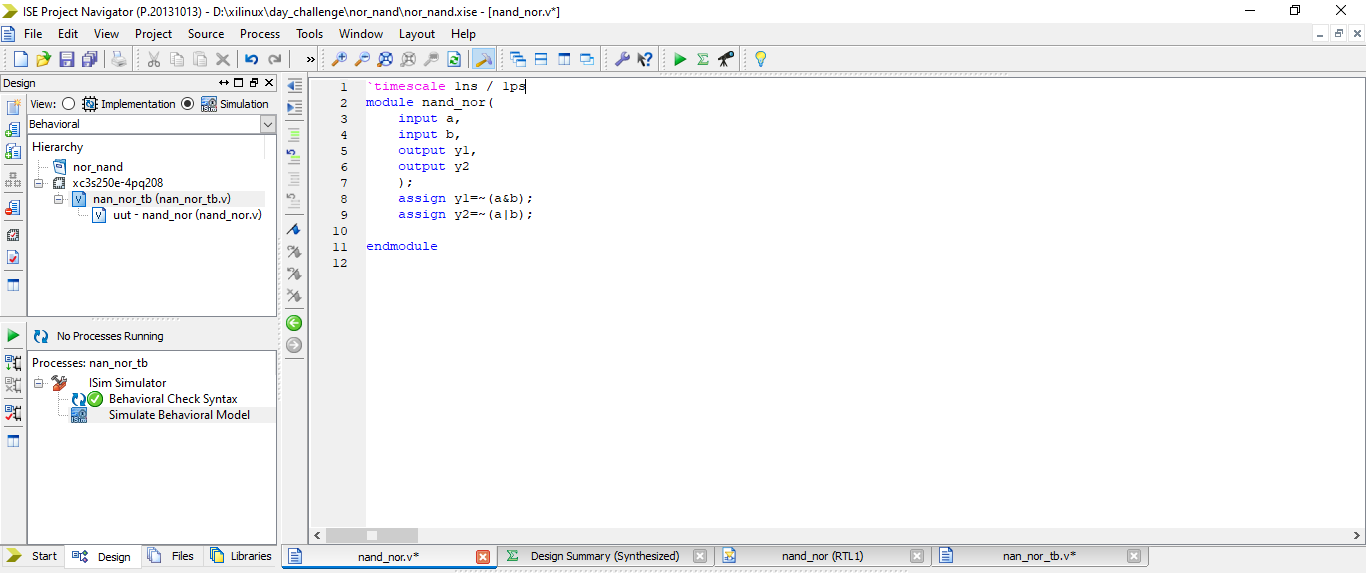 ISE Project Navigator (P.20131013) - D:\xilinux\day_challenge\nor_nand\nor_nand.xise - [nand_nor.v*]
File Edit View Project Source Process Tools Window Layout Help
Design
View: Implementation Simulation
Behavioral
Hierarchy
nor_nand
xc3s250e-4pq208
nan_nor_tb (nan_nor_tb.v)
uut - nand_nor (nand_nor.v)
No Processes Running
Processes: nan_nor_tb
ISim Simulator
Behavioral Check Syntax
Simulate Behavioral Model
Start Design Files Libraries
1 `timescale 1ns / 1ps
2 module nand_nor(
3 input a,
4 input b,
5 output y1,
6 output y2
7 );
8 assign y1=~(a&b);
9 assign y2=~(a|b);
10
11 endmodule
12
nand_nor.v* Design Summary (Synthesized) nand_nor (RTL1) nan_nor_tb.v*